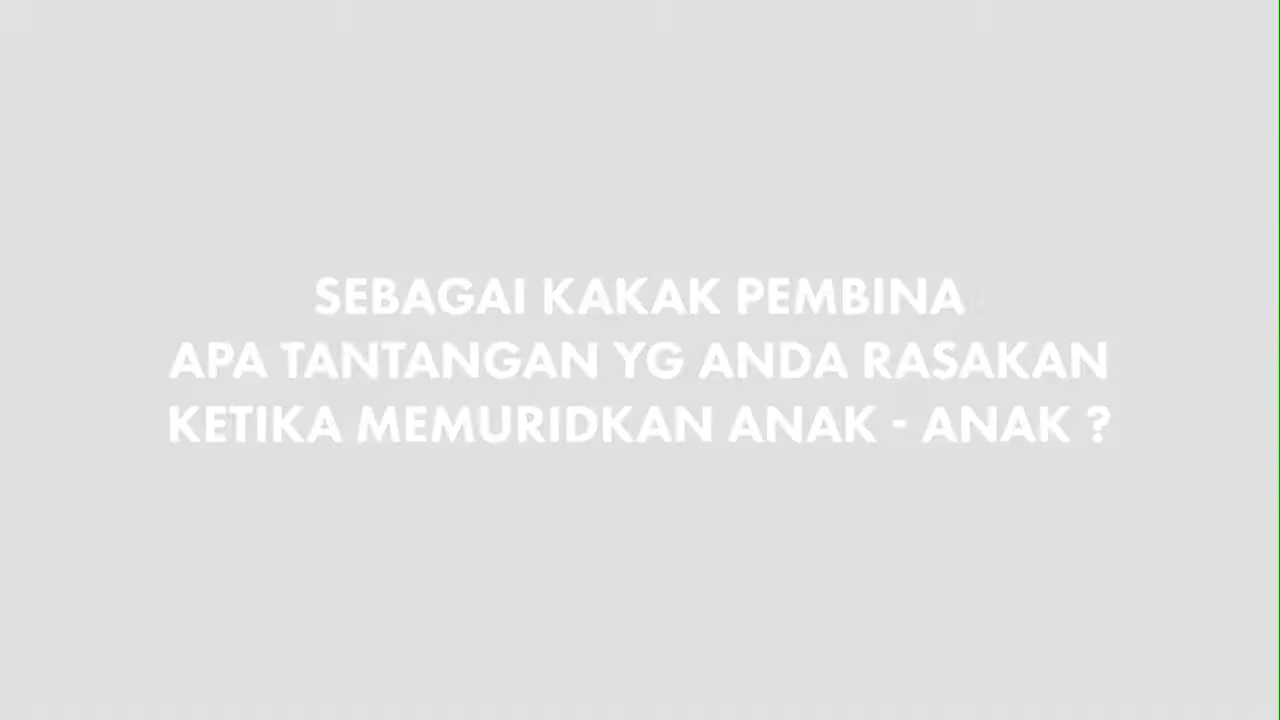 SEBAGAI KAKAK PEMBINA
APA TANTANGAN YG ANDA RASAKAN
KETIKA MEMURIDKAN ANAK - ANAK ?